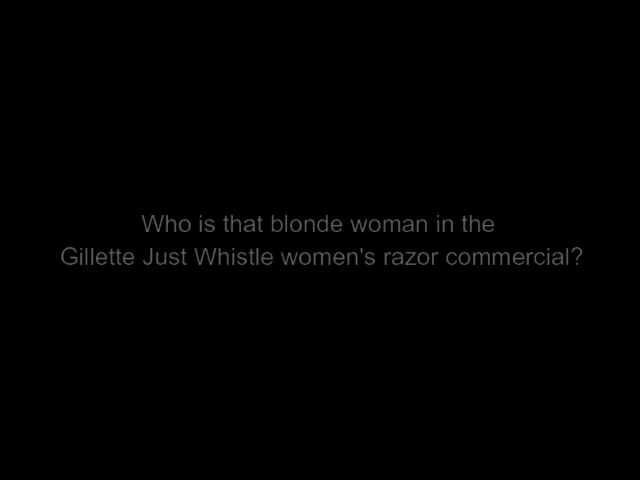 Who is that blonde woman in the
Gillette Just Whistle women's razor commercial?